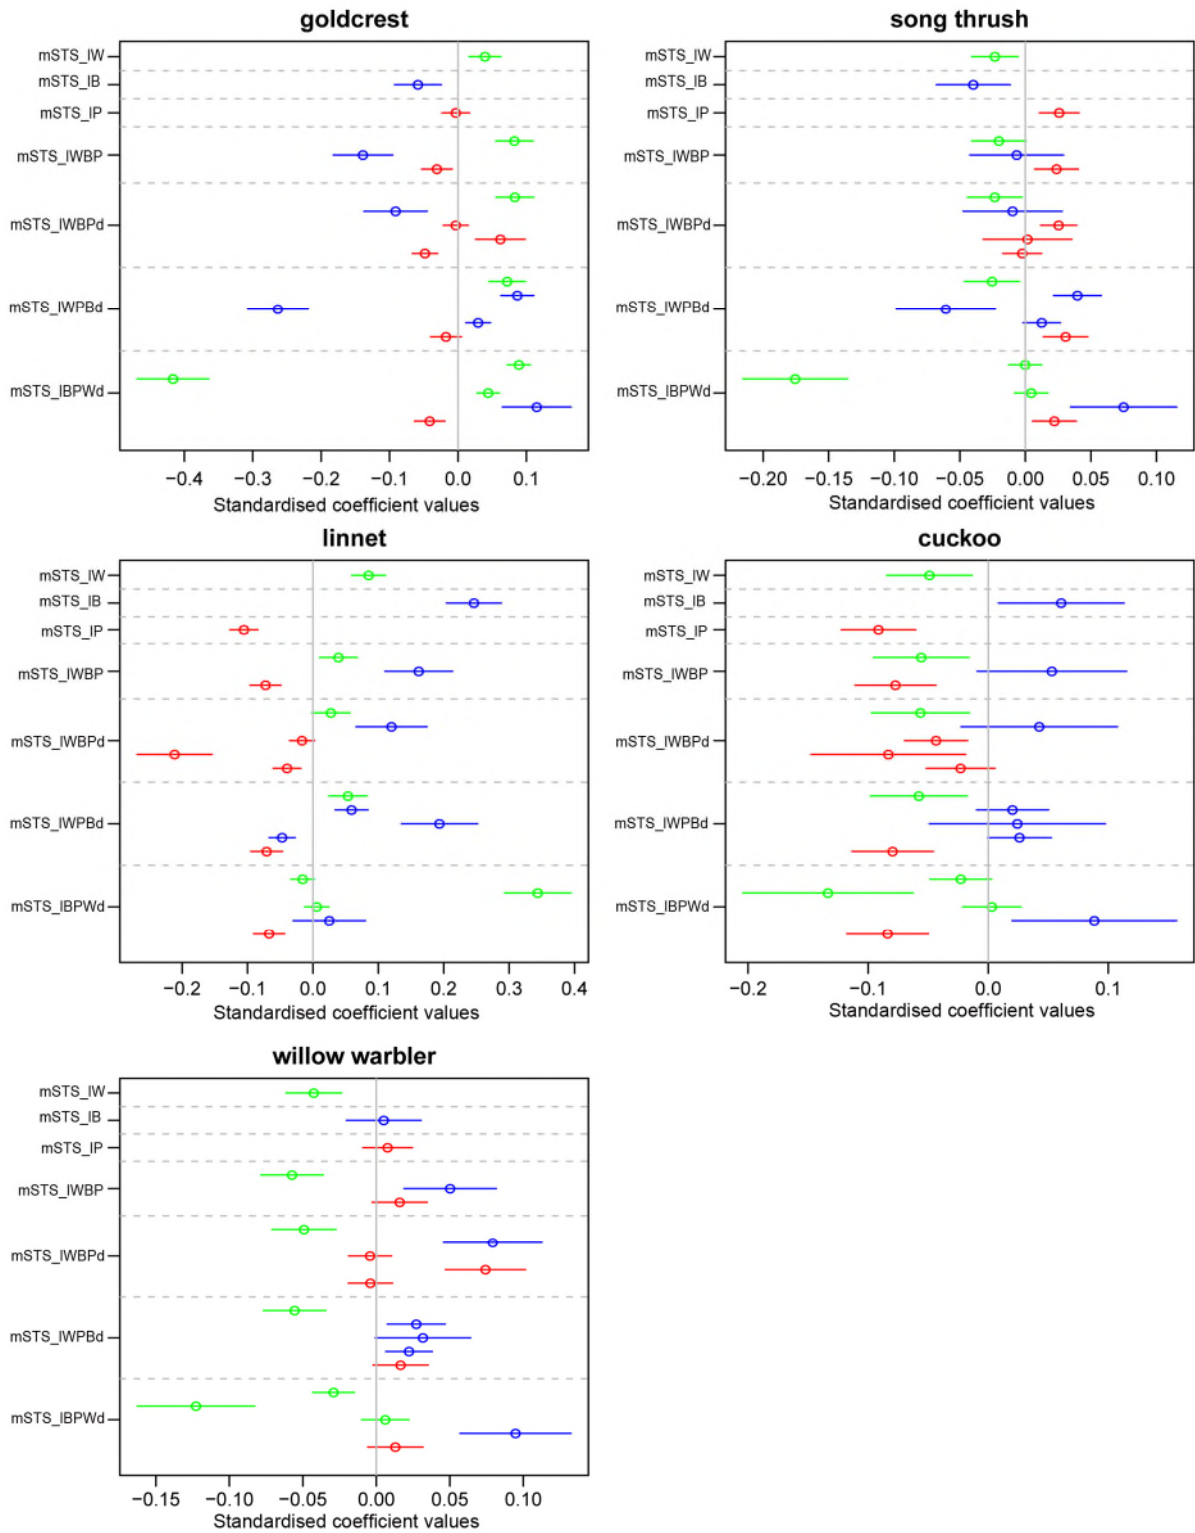 goldcrest
mSTS_IW
mSTS_IB
mSTS_IP
mSTS_IWBP
mSTS_IWBPd
mSTS_IWPBd
mSTS_IBPWd
−0.4 −0.3 −0.2 −0.1 0.0 0.1
Standardised coefficient values
song thrush
mSTS_IW
mSTS_IB
mSTS_IP
mSTS_IWBP
mSTS_IWBPd
mSTS_IWPBd
mSTS_IBPWd
−0.20 −0.15 −0.10 −0.05 0.00 0.05 0.10
Standardised coefficient values
linnet
mSTS_IW
mSTS_IB
mSTS_IP
mSTS_IWBP
mSTS_IWBPd
mSTS_IWPBd
mSTS_IBPWd
−0.2 −0.1 0.0 0.1 0.2 0.3 0.4
Standardised coefficient values
cuckoo
mSTS_IW
mSTS_IB
mSTS_IP
mSTS_IWBP
mSTS_IWBPd
mSTS_IWPBd
mSTS_IBPWd
−0.2 −0.1 0.0 0.1
Standardised coefficient values
willow warbler
mSTS_IW
mSTS_IB
mSTS_IP
mSTS_IWBP
mSTS_IWBPd
mSTS_IWPBd
mSTS_IBPWd
−0.15 −0.10 −0.05 0.00 0.05 0.10
Standardised coefficient values